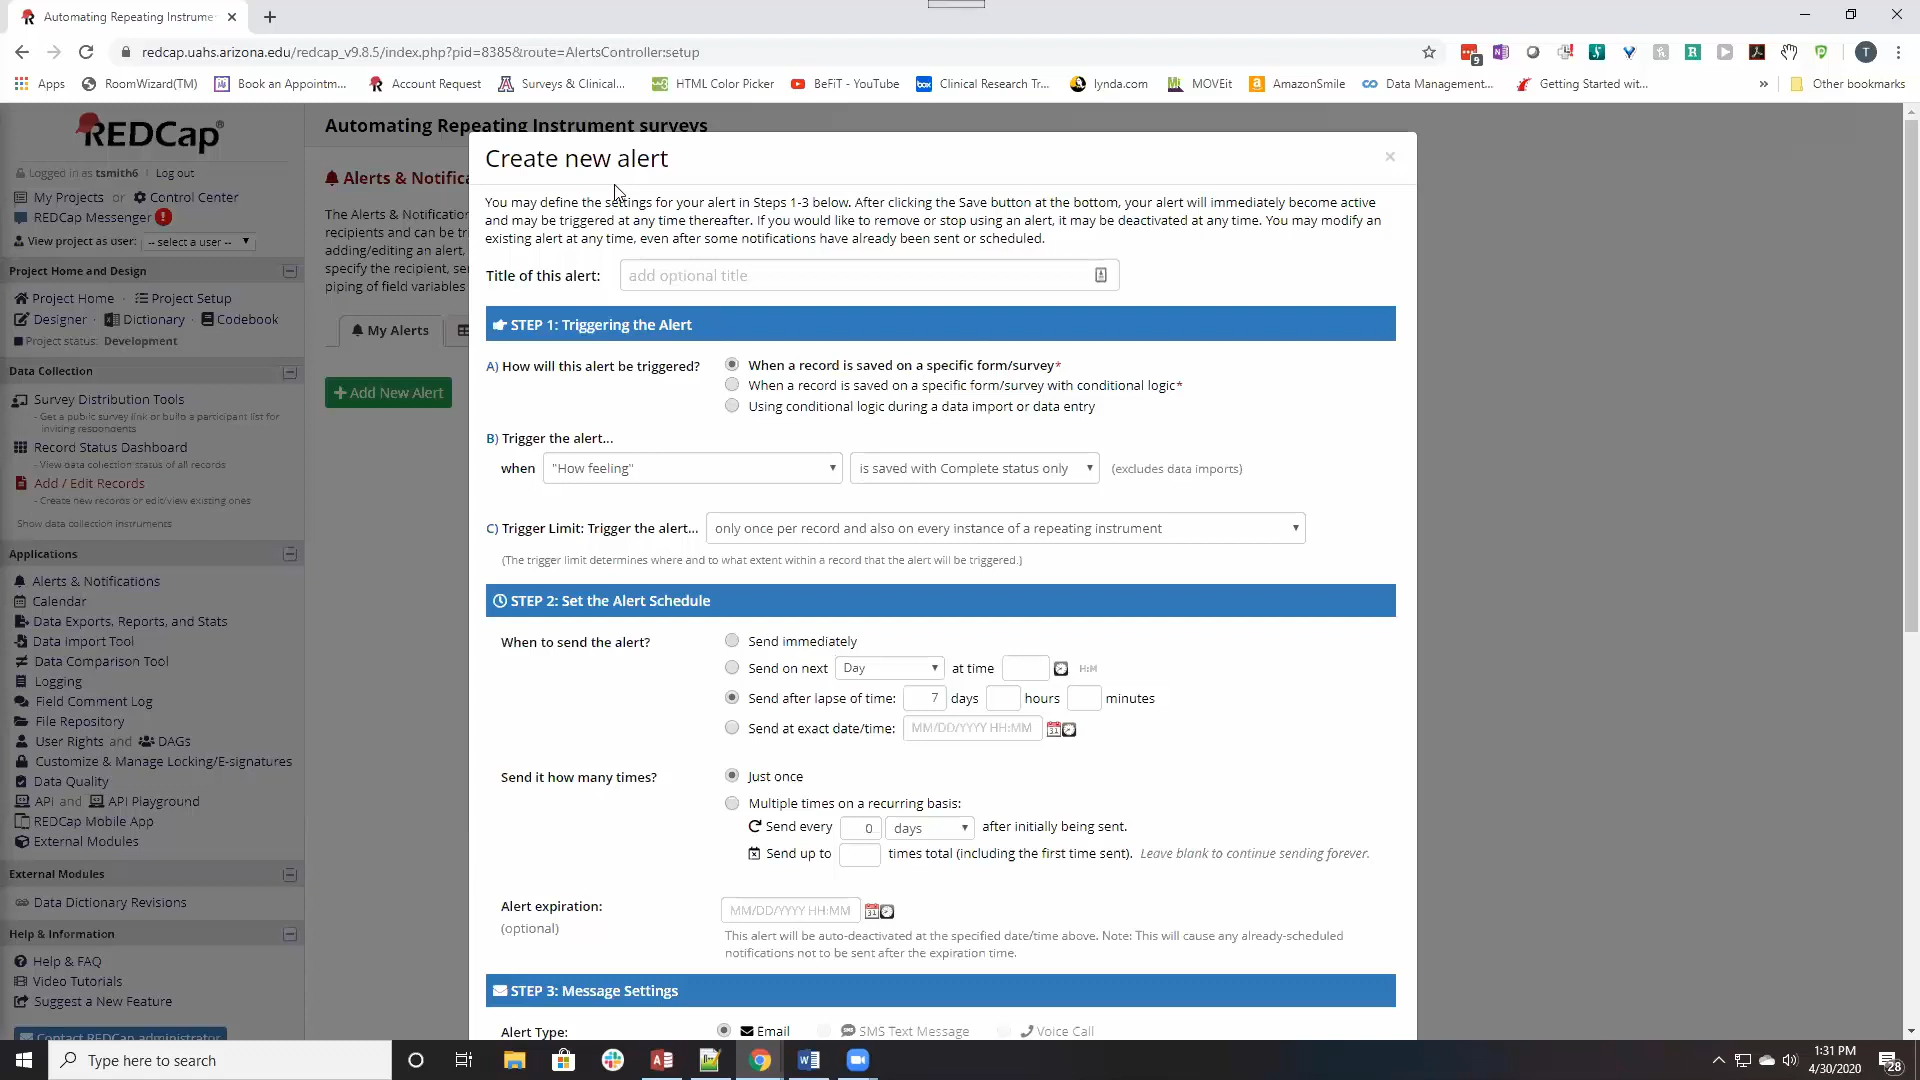 Automating Repeating Instrume
redcap.uahs.arizona.edu/redcap_v9.8.5/index.php?pid=8385&route=AlertsController:setup
9
T
Apps
RoomWizard(TM)
Book an Appointm...
Account Request
Surveys & Clinical...
HTML Color Picker
BeFiT - YouTube
Clinical Research Tr...
lynda.com
MOVEit
AmazonSmile
Data Management...
Getting Started wit...
»
Other bookmarks
REDCap
Logged in as tsmith6 | Log out
My Projects or Control Center
REDCap Messenger
View project as user: -- select a user --
Project Home and Design
Project Home · Project Setup
Designer · Dictionary · Codebook
Project status: Development
Data Collection
Survey Distribution Tools
- Get a public survey link or build a participant list for
inviting respondents
Record Status Dashboard
- View data collection status of all records
Add / Edit Records
- Create new records or edit/view existing ones
Show data collection instruments
Applications
Alerts & Notifications
Calendar
Data Exports, Reports, and Stats
Data Import Tool
Data Comparison Tool
Logging
Field Comment Log
File Repository
User Rights and DAGs
Customize & Manage Locking/E-signatures
Data Quality
API and API Playground
REDCap Mobile App
External Modules
External Modules
Data Dictionary Revisions
Help & Information
Help & FAQ
Video Tutorials
Suggest a New Feature
Contact REDCap administrator
Automating Repeating Instrument surveys
Alerts & Notifica
The Alerts & Notification
recipients and can be tr
adding/editing an alert,
specify the recipient, se
piping of field variables
My Alerts
+ Add New Alert
Create new alert
×
You may define the settings for your alert in Steps 1-3 below. After clicking the Save button at the bottom, your alert will immediately become active
and may be triggered at any time thereafter. If you would like to remove or stop using an alert, it may be deactivated at any time. You may modify an
existing alert at any time, even after some notifications have already been sent or scheduled.
Title of this alert: add optional title
STEP 1: Triggering the Alert
A) How will this alert be triggered? When a record is saved on a specific form/survey*
When a record is saved on a specific form/survey with conditional logic*
Using conditional logic during a data import or data entry
B) Trigger the alert...
when "How feeling" is saved with Complete status only (excludes data imports)
C) Trigger Limit: Trigger the alert... only once per record and also on every instance of a repeating instrument
(The trigger limit determines where and to what extent within a record that the alert will be triggered.)
STEP 2: Set the Alert Schedule
When to send the alert? Send immediately
Send on next Day at time H:M
Send after lapse of time: 7 days hours minutes
Send at exact date/time: MM/DD/YYYY HH:MM
Send it how many times? Just once
Multiple times on a recurring basis:
Send every 0 days after initially being sent.
Send up to times total (including the first time sent). Leave blank to continue sending forever.
Alert expiration: MM/DD/YYYY HH:MM
(optional)
This alert will be auto-deactivated at the specified date/time above. Note: This will cause any already-scheduled
notifications not to be sent after the expiration time.
STEP 3: Message Settings
Alert Type: Email SMS Text Message Voice Call
Type here to search
1:31 PM
4/30/2020
28